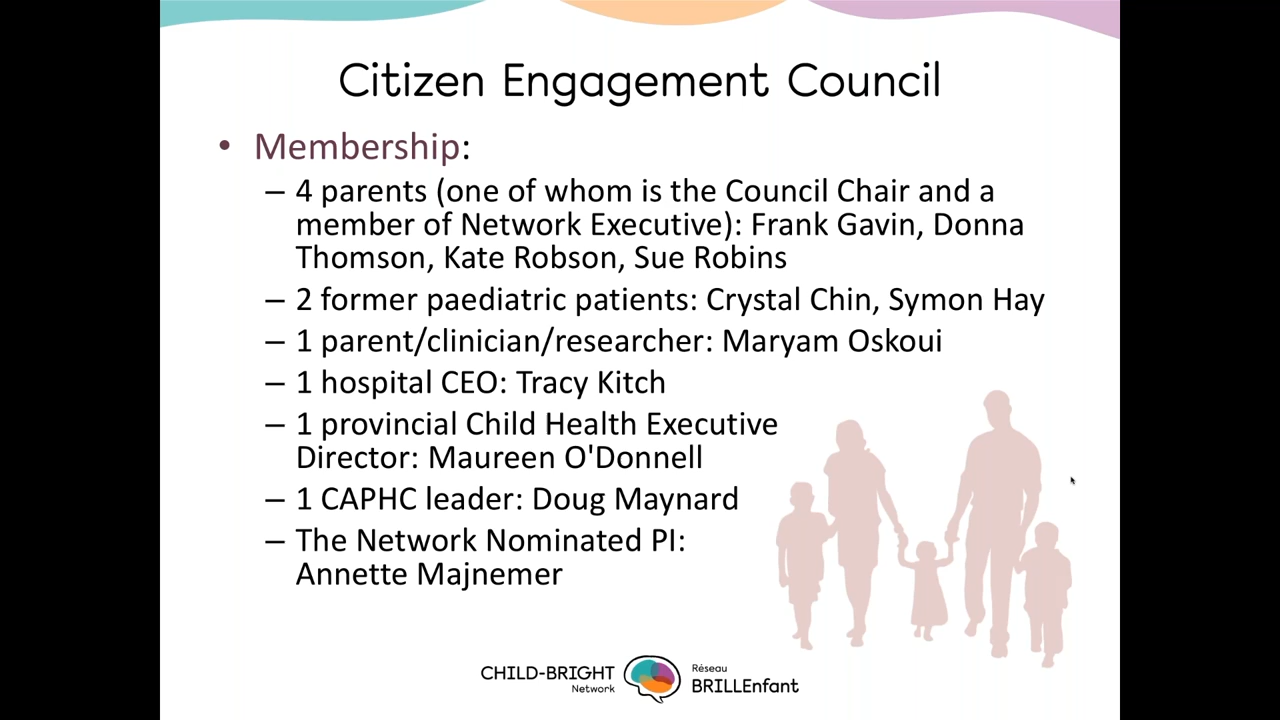 Citizen Engagement Council
• Membership:
– 4 parents (one of whom is the Council Chair and a
member of Network Executive): Frank Gavin, Donna
Thomson, Kate Robson, Sue Robins
– 2 former paediatric patients: Crystal Chin, Symon Hay
– 1 parent/clinician/researcher: Maryam Oskoui
– 1 hospital CEO: Tracy Kitch
– 1 provincial Child Health Executive
Director: Maureen O'Donnell
– 1 CAPHC leader: Doug Maynard
– The Network Nominated PI:
Annette Majnemer
CHILD-BRIGHT
Network
Réseau
BRILLEnfant